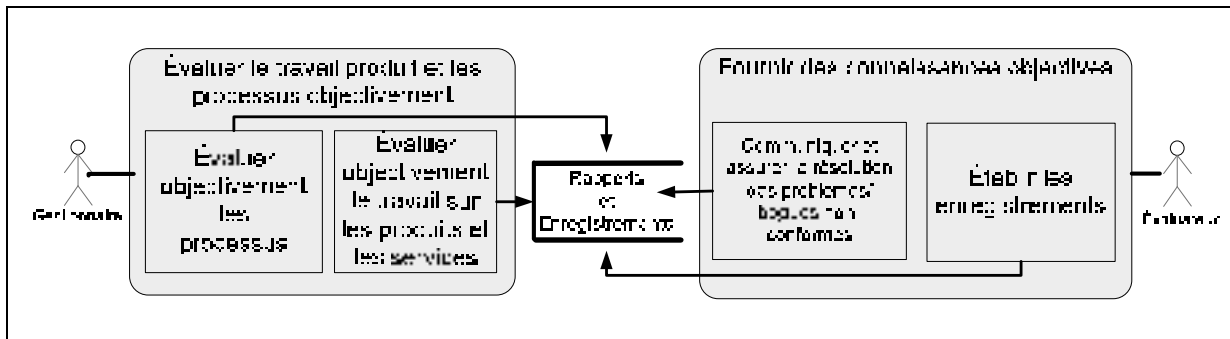 Évaluer le travail produit et les
processus objectivement
Évaluer
objectivement
les
processus
Évaluer
objectivement
le travail sur
les produits et
les services
Gestionnaire
Rapports
et
Enregistrements
Fournir des connaissances objectives
Communiquer et
assurer la résolution
des problèmes/
bogues non
conformes
Établir les
enregistrements